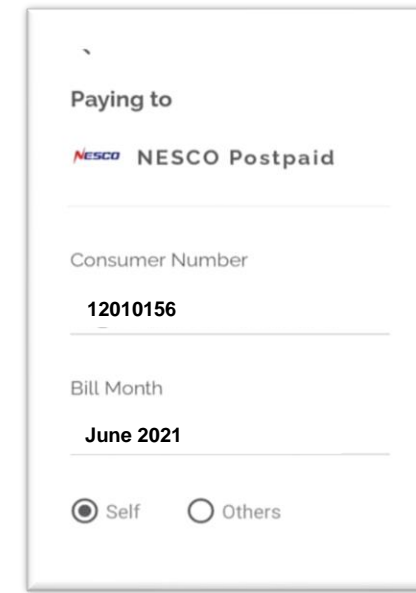 Paying to
NESCO NESCO Postpaid
Consumer Number
12010156
Bill Month
June 2021
Self Others